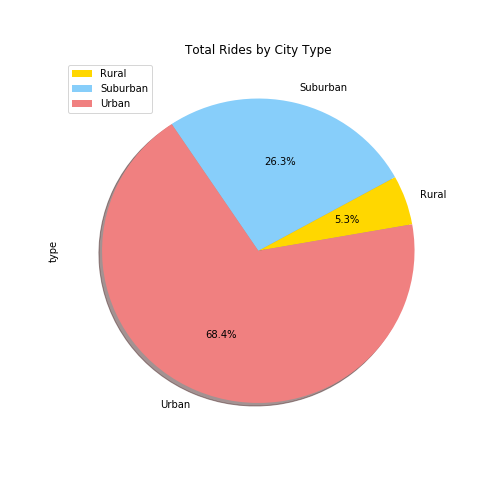 Total Rides by City Type
Rural
Suburban
Urban
Suburban
26.3%
Rural
5.3%
type
68.4%
Urban